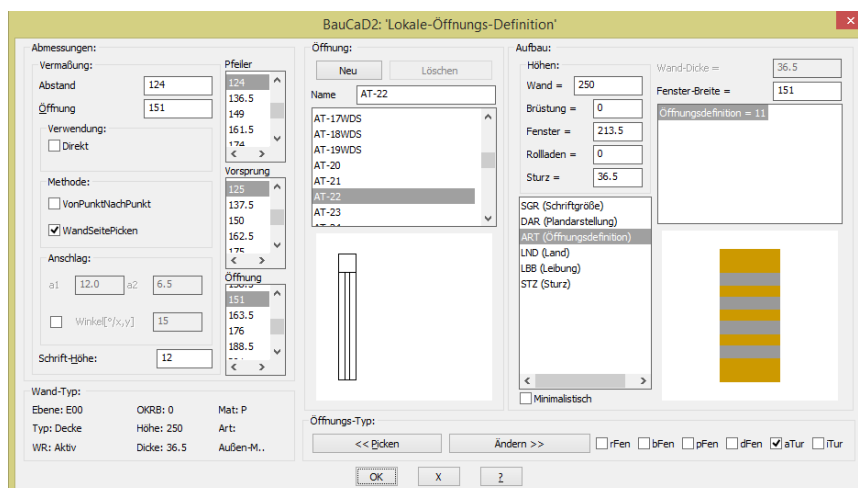 BauCaD2: 'Lokale-Öffnungs-Definition'
Abmessungen:
Vermaßung:
Abstand 124
Öffnung 151
Verwendung:
Direkt
Methode:
VonPunktNachPunkt
WandSeitePicken
Anschlag:
a1 12.0 a2 6.5
Winkel[°/x,y] 15
Schrift-Höhe: 12
Pfeiler
124
136.5
149
161.5
174
Vorsprung
125
137.5
150
162.5
175
Öffnung
151
163.5
176
188.5
Wand-Typ:
Ebene: E00 OKRB: 0 Mat: P
Typ: Decke Höhe: 250 Art:
WR: Aktiv Dicke: 36.5 Außen-M..
Öffnung:
Neu Löschen
Name AT-22
AT-17WDS
AT-18WDS
AT-19WDS
AT-20
AT-21
AT-22
AT-23
Aufbau:
Höhen:
Wand = 250
Brüstung = 0
Fenster = 213.5
Rollladen = 0
Sturz = 36.5
Wand-Dicke = 36.5
Fenster-Breite = 151
Öffnungsdefinition = 11
SGR (Schriftgröße)
DAR (Plandarstellung)
ART (Öffnungsdefinition)
LND (Land)
LBB (Leibung)
STZ (Sturz)
Minimalistisch
Öffnungs-Typ:
<< Picken Ändern >> rFen bFen pFen dFen aTur iTur
OK X ?